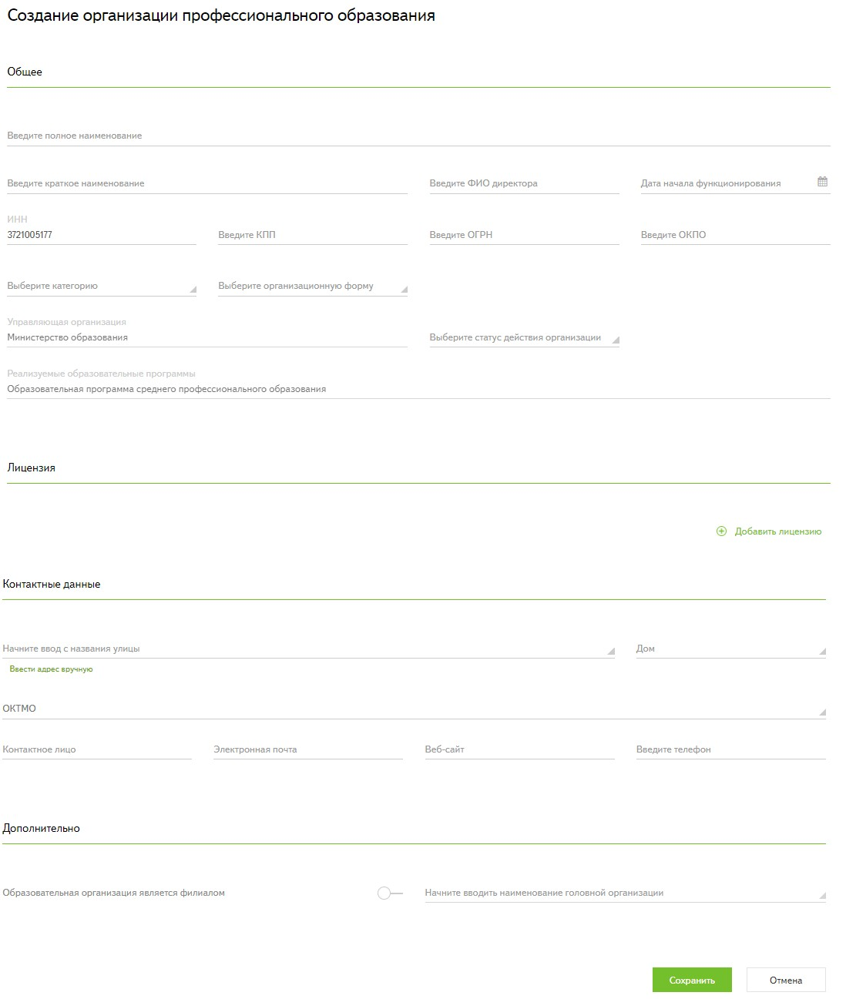 Создание организации профессионального образования
Общее
Введите полное наименование
Введите краткое наименование
Введите ФИО директора
Дата начала функционирования
ИНН
3721005177
Введите КПП
Введите ОГРН
Введите ОКПО
Выберите категорию
Выберите организационную форму
Управляющая организация
Министерство образования
Выберите статус действия организации
Реализуемые образовательные программы
Образовательная программа среднего профессионального образования
Лицензия
Добавить лицензию
Контактные данные
Начните ввод с названия улицы
Дом
Ввести адрес вручную
ОКТМО
Контактное лицо
Электронная почта
Веб-сайт
Введите телефон
Дополнительно
Образовательная организация является филиалом
Начните вводить наименование головной организации
Сохранить
Отмена